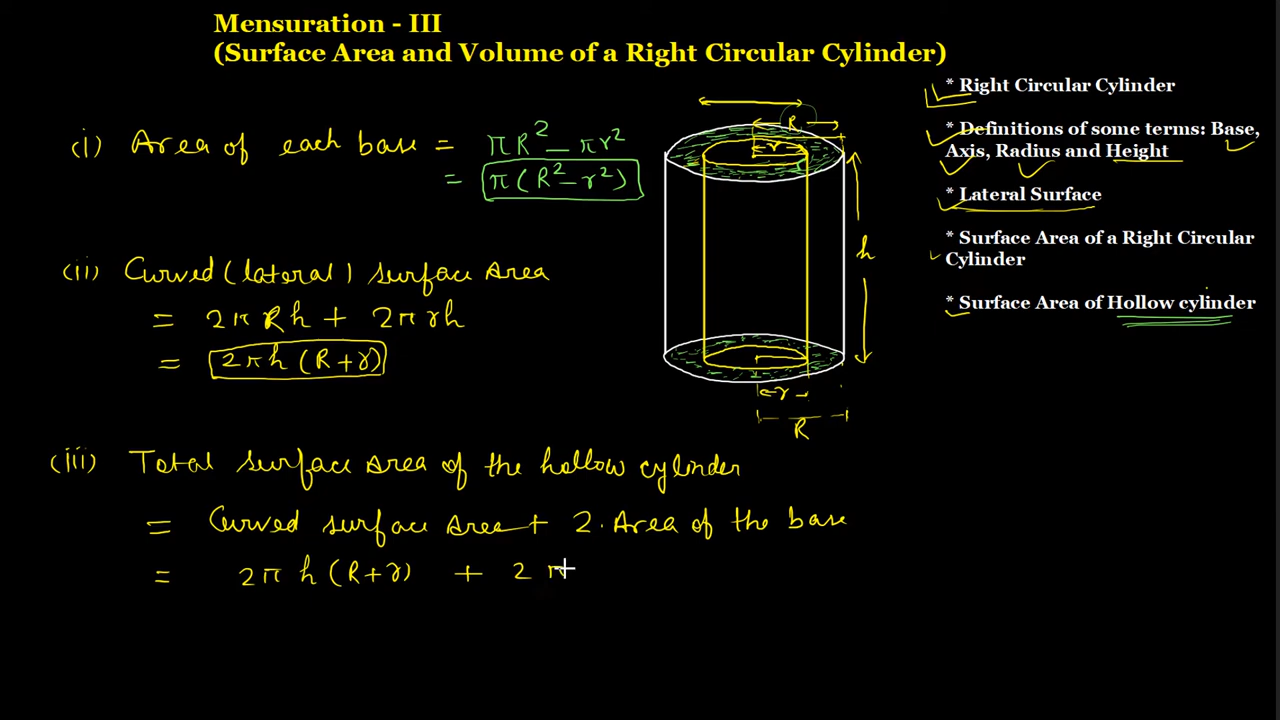 Mensuration - III
(Surface Area and Volume of a Right Circular Cylinder)
(i) Area of each base = πR² - πr²
= π(R² - r²)
(ii) Curved (lateral) surface area
= 2πRh + 2πrh
= 2πh(R+r)
(iii) Total surface area of the hollow cylinder
= Curved surface area + 2. Area of the base
= 2πh(R+r) + 2π
R
r
h
r
R
* Right Circular Cylinder
* Definitions of some terms: Base,
Axis, Radius and Height
* Lateral Surface
* Surface Area of a Right Circular
Cylinder
* Surface Area of Hollow cylinder